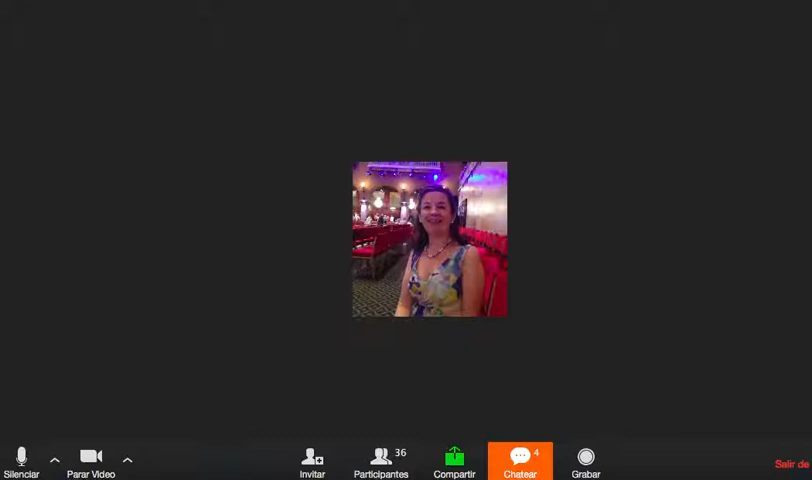 36
4
Silenciar
Parar Video
Invitar
Participantes
Compartir
Chatear
Grabar
Salir de